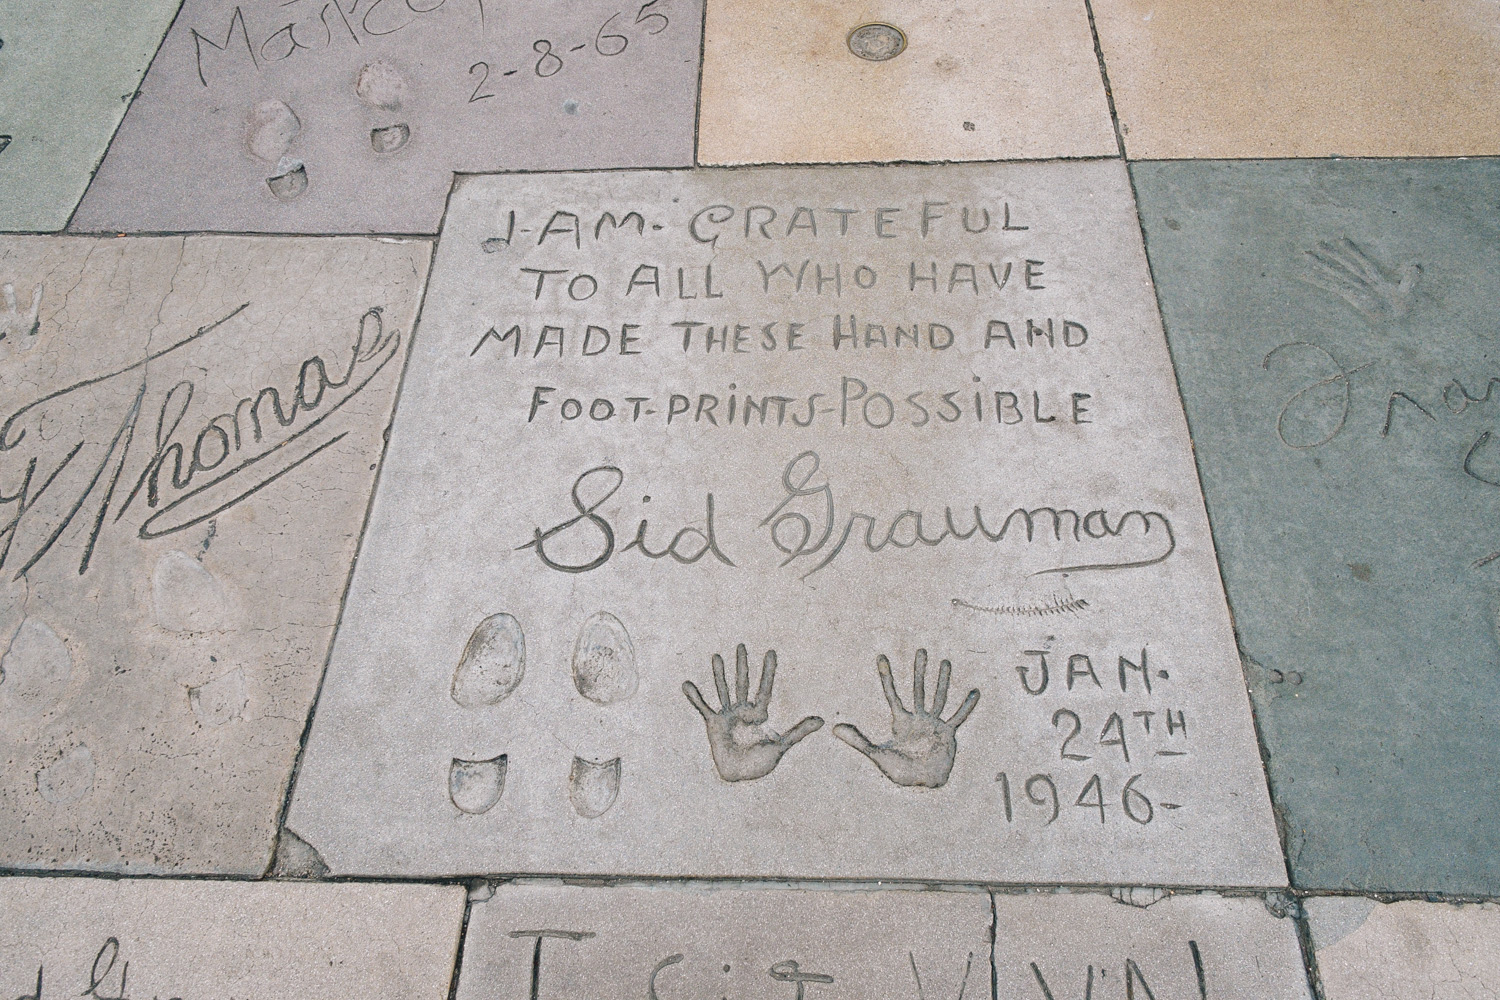 2-8-65
I-AM. GRATEFUL
TO ALL WHO HAVE
MADE THESE HAND AND
FOOT-PRINTS-POSSIBLE
Sid Grauman
JAN.
24TH
1946-
Thomas